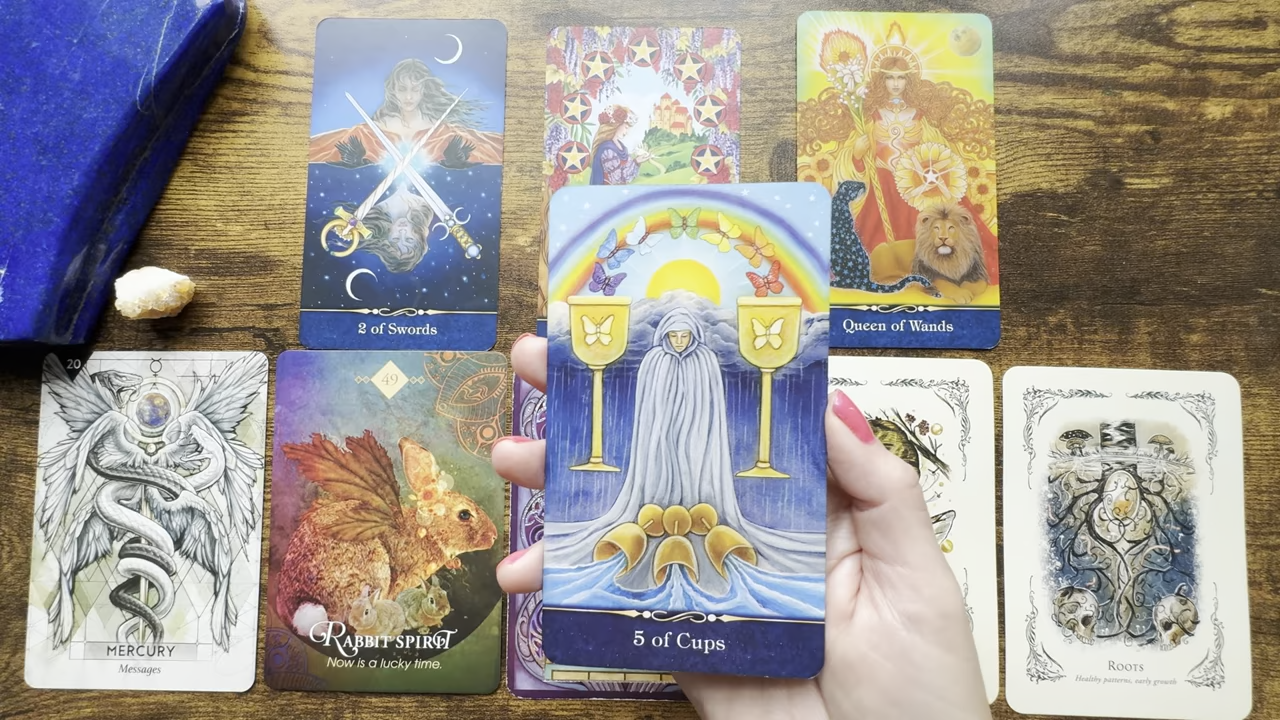 2 of Swords
Queen of Wands
20
MERCURY
Messages
49
RABBIT SPIRIT
Now is a lucky time.
5 of Cups
ROOTS
Healthy patterns, early growth